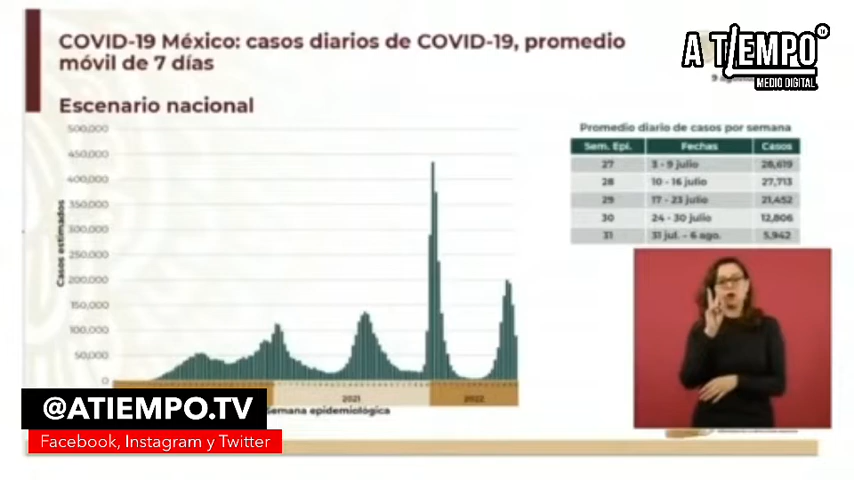 COVID-19 México: casos diarios de COVID-19, promedio
móvil de 7 días
A TIEMPO TV
MEDIO DIGITAL
Escenario nacional
500,000
450,000
400,000
350,000
300,000
250,000
200,000
150,000
100,000
50,000
0
Casos estimados
2021
2022
semana epidemiológica
Promedio diario de casos por semana
Sem. Epi. Fechas Casos
27 3 - 9 julio 28,619
28 10 - 16 julio 27,713
29 17 - 23 julio 21,452
30 24 - 30 julio 12,806
31 31 jul. - 6 ago. 5,942
@ATIEMPO.TV
Facebook, Instagram y Twitter